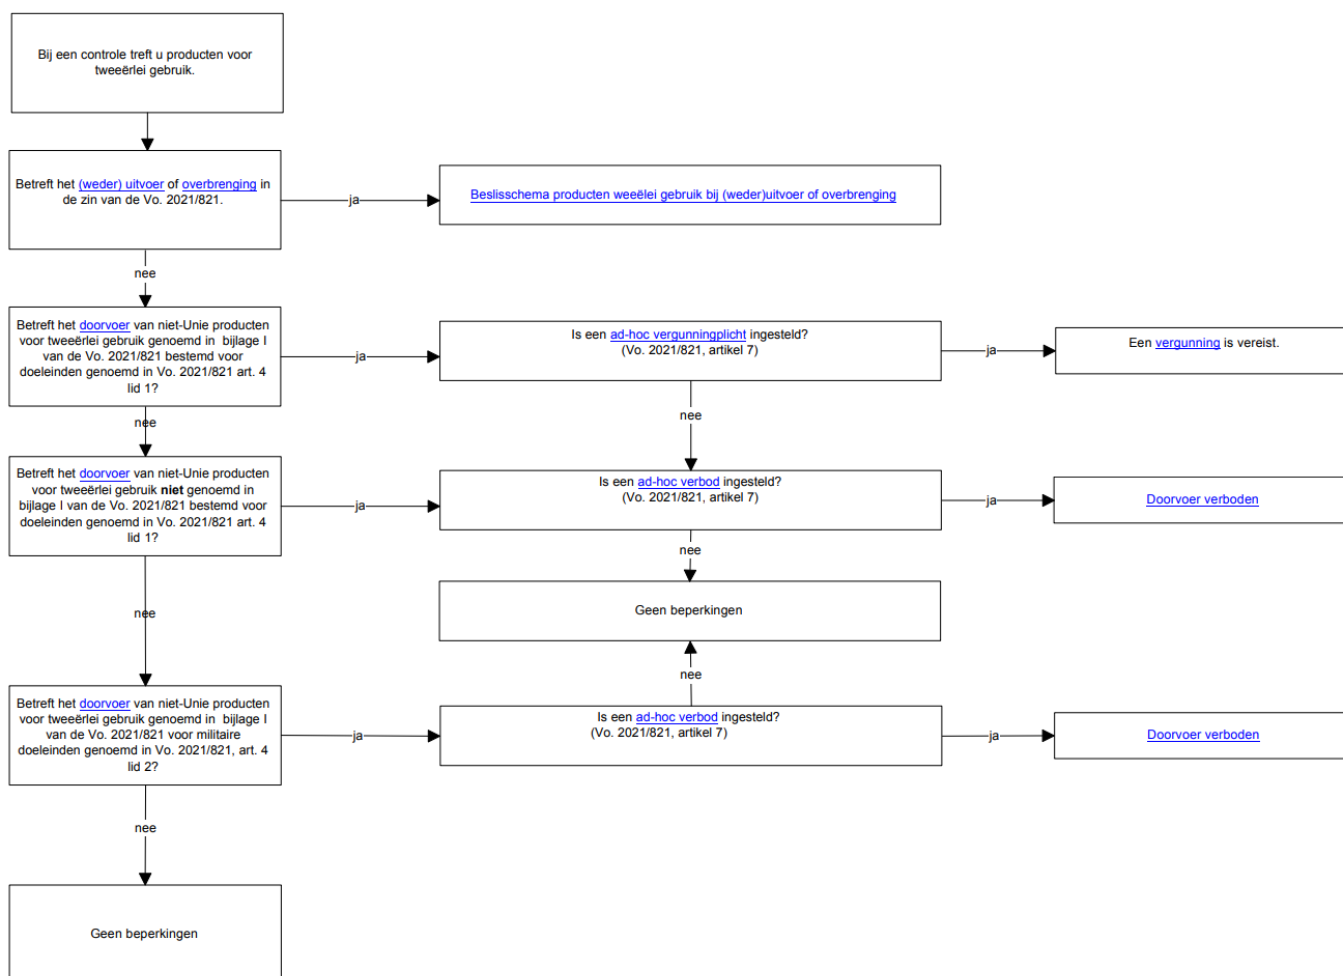 Bij een controle treft u producten voor
tweeërlei gebruik.
Betreft het (weder) uitvoer of overbrenging in
de zin van de Vo. 2021/821.
ja
Beslisschema producten weeëlei gebruik bij (weder)uitvoer of overbrenging
nee
Betreft het doorvoer van niet-Unie producten
voor tweeërlei gebruik genoemd in bijlage I
van de Vo. 2021/821 bestemd voor
doeleinden genoemd in Vo. 2021/821 art. 4
lid 1?
ja
Is een ad-hoc vergunningplicht ingesteld?
(Vo. 2021/821, artikel 7)
ja
Een vergunning is vereist.
nee
nee
Betreft het doorvoer van niet-Unie producten
voor tweeërlei gebruik niet genoemd in
bijlage I van de Vo. 2021/821 bestemd voor
doeleinden genoemd in Vo. 2021/821 art. 4
lid 1?
ja
Is een ad-hoc verbod ingesteld?
(Vo. 2021/821, artikel 7)
ja
Doorvoer verboden
nee
Geen beperkingen
nee
nee
Betreft het doorvoer van niet-Unie producten
voor tweeërlei gebruik genoemd in bijlage I
van de Vo. 2021/821 voor militaire
doeleinden genoemd in Vo. 2021/821, art. 4
lid 2?
ja
Is een ad-hoc verbod ingesteld?
(Vo. 2021/821, artikel 7)
ja
Doorvoer verboden
nee
Geen beperkingen